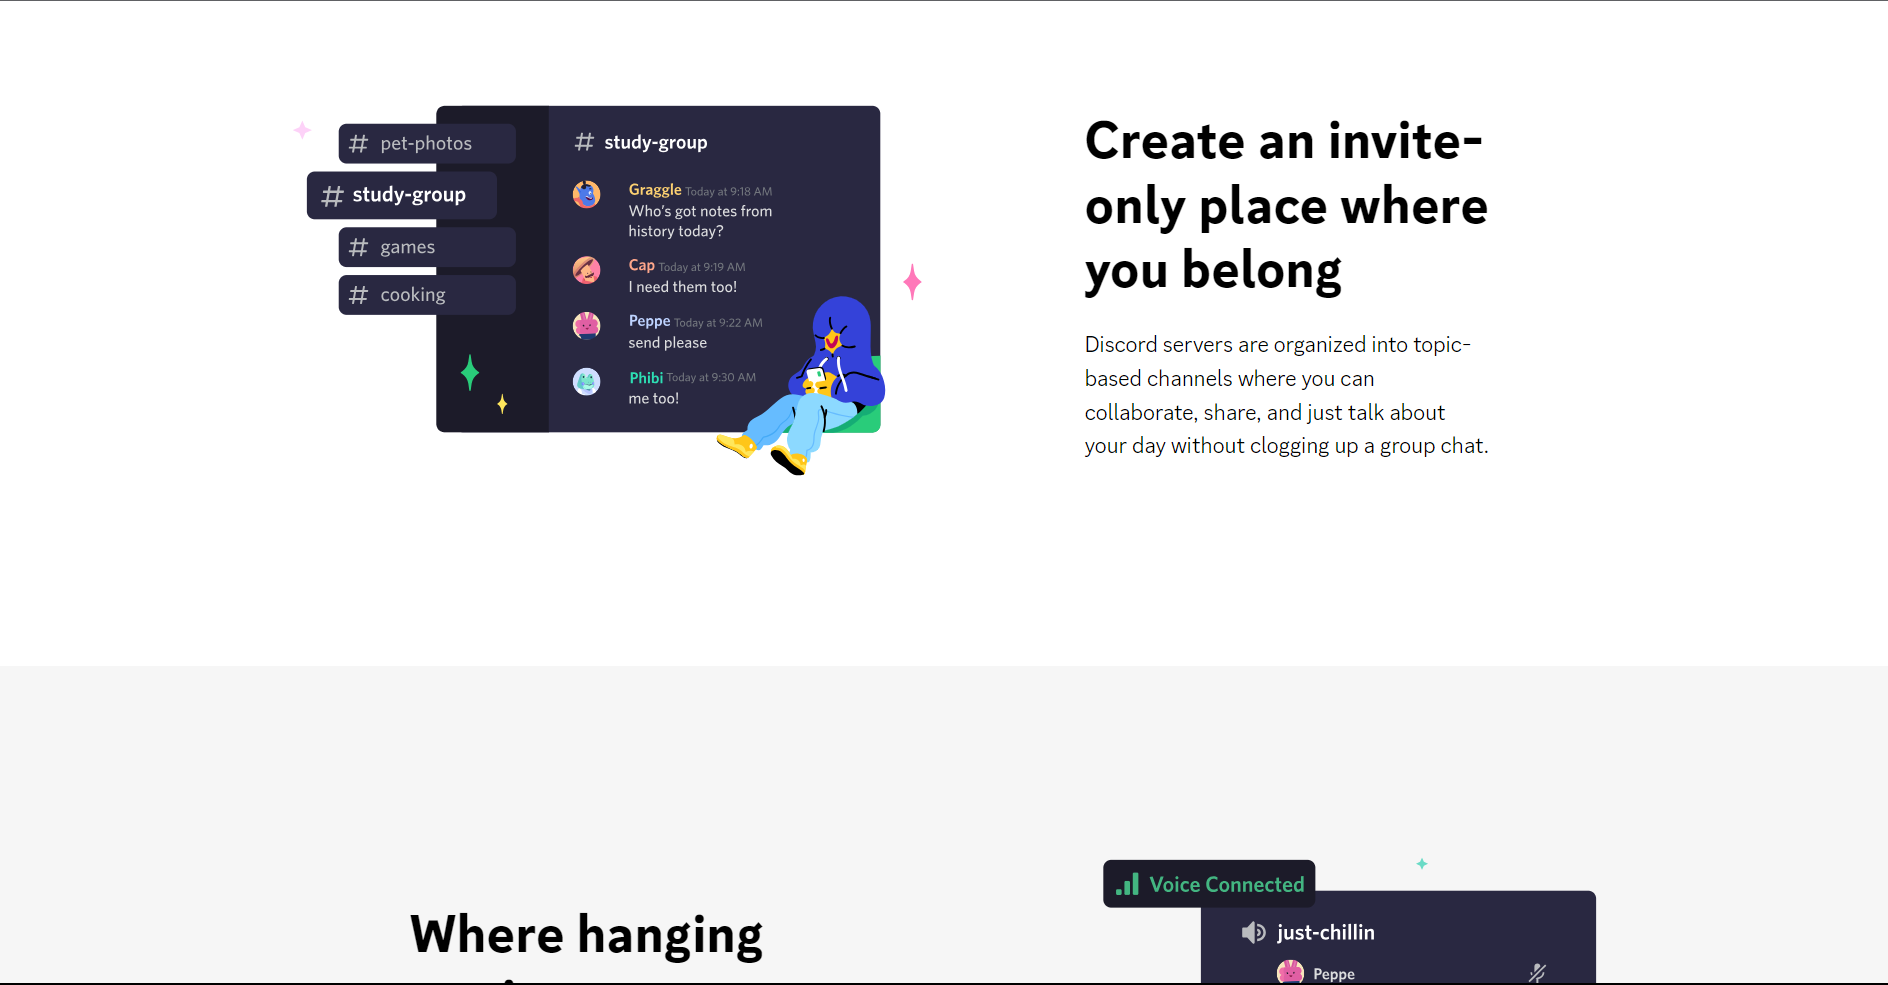 # pet-photos
# study-group
# games
# cooking
# study-group
Graggle Today at 9:18 AM
Who's got notes from
history today?
Cap Today at 9:19 AM
I need them too!
Peppe Today at 9:22 AM
send please
Phibi Today at 9:30 AM
me too!
Create an invite-
only place where
you belong
Discord servers are organized into topic-
based channels where you can
collaborate, share, and just talk about
your day without clogging up a group chat.
Where hanging
Voice Connected
just-chillin
Peppe